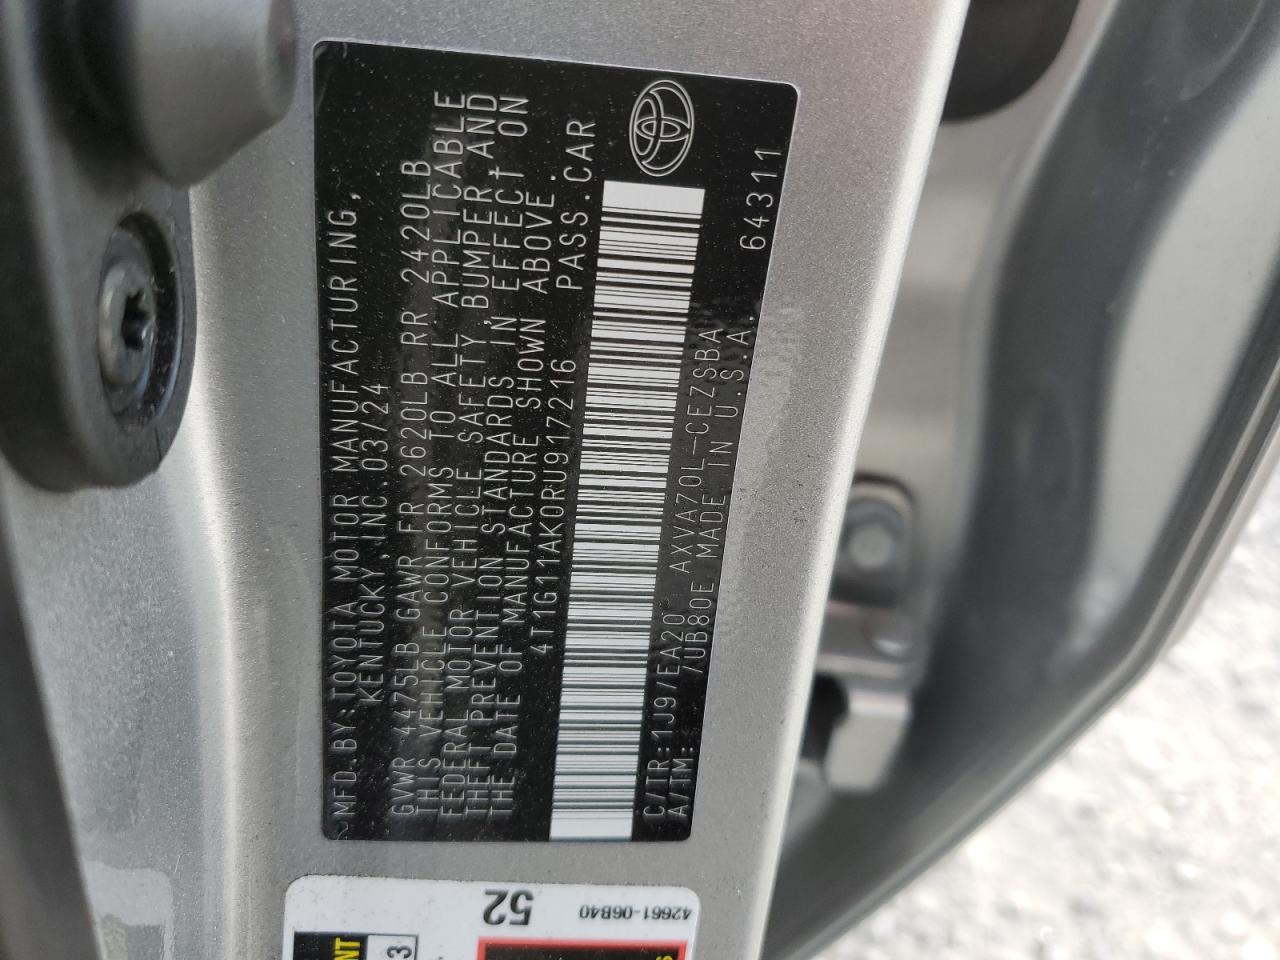 MFD.BY:TOYOTA MOTOR MANUFACTURING,
KENTUCKY,INC.03/24
GVWR 4475LB GAWR FR 2620LB RR 2420LB
THIS VEHICLE CONFORMS TO ALL APPLICABLE
FEDERAL MOTOR VEHICLE SAFETY,BUMPER,AND
THEFT PREVENTION STANDARDS IN EFFECT ON
THE DATE OF MANUFACTURE SHOWN ABOVE.
4T1G11AK0RU917216 PASS.CAR
C/TR:1J9/EA20 AXVA70L-CEZSBA
A/TM: -/UB80E MADE IN U.S.A. 64311
52
42661-06B40